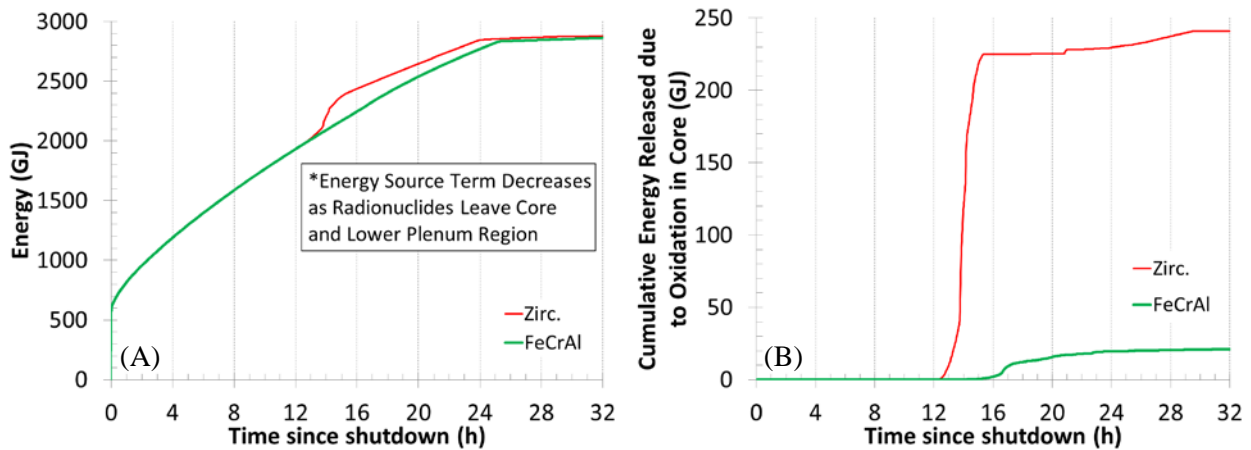 3000
2500
2000
1500
1000
500
0
Energy (GJ)
*Energy Source Term Decreases
as Radionuclides Leave Core
and Lower Plenum Region
Zirc.
FeCrAl
(A)
0 4 8 12 16 20 24 28 32
Time since shutdown (h)
Cumulative Energy Released due
to Oxidation in Core (GJ)
250
200
150
100
50
0
Zirc.
FeCrAl
(B)
0 4 8 12 16 20 24 28 32
Time since shutdown (h)